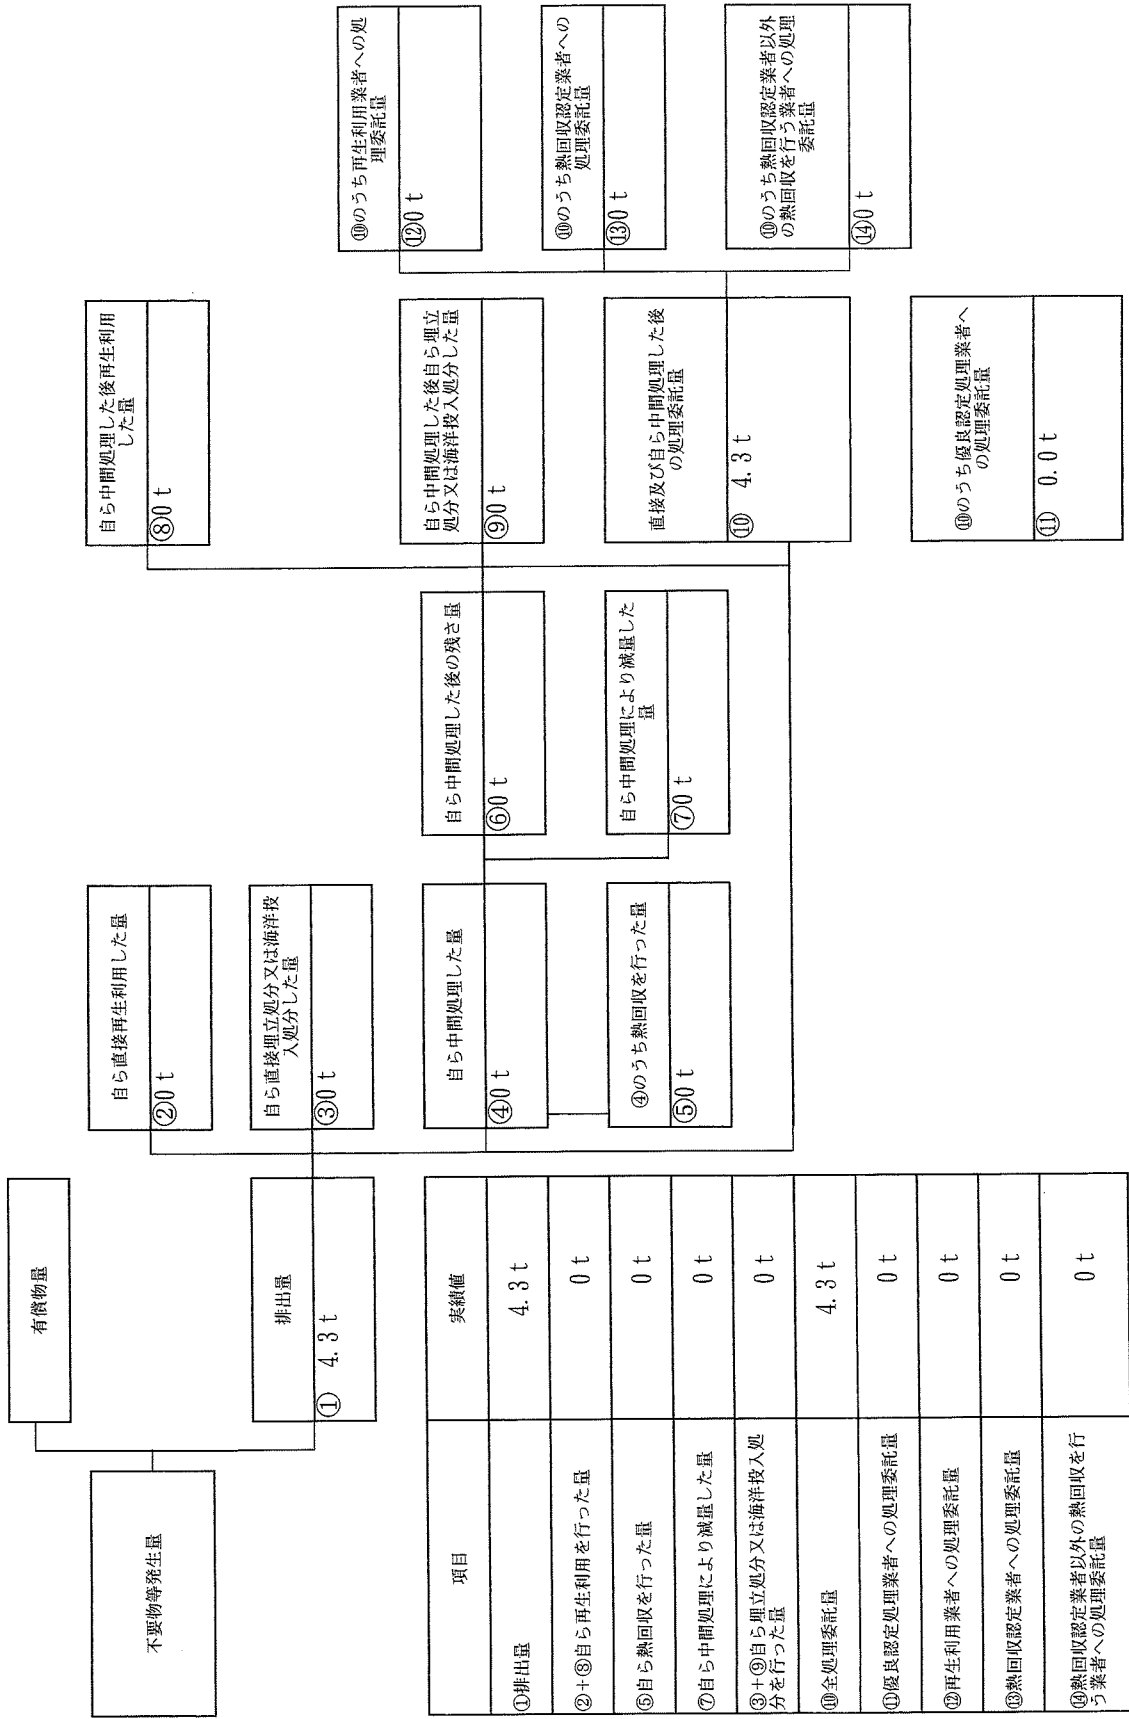 不要物等発生量
有償物量
排出量
① 4.3 t
自ら直接再生利用した量
②0 t
自ら直接埋立処分又は海洋投
入処分した量
③0 t
自ら中間処理した量
④0 t
④のうち熱回収を行った量
⑤0 t
自ら中間処理した後の残さ量
⑥0 t
自ら中間処理により減量した
量
⑦0 t
自ら中間処理した後再生利用
した量
⑧0 t
自ら中間処理した後自ら埋立
処分又は海洋投入処分した量
⑨0 t
直接及び自ら中間処理した後
の処理委託量
⑩ 4.3 t
⑩のうち優良認定処理業者へ
の処理委託量
⑪ 0.0 t
⑩のうち再生利用業者への処
理委託量
⑫0 t
⑩のうち熱回収認定業者への
処理委託量
⑬0 t
⑩のうち熱回収認定業者以外
の熱回収を行う業者への処理
委託量
⑭0 t
項目 実績値
①排出量 4.3 t
②+⑧自ら再生利用を行った量 0 t
⑤自ら熱回収を行った量 0 t
⑦自ら中間処理により減量した量 0 t
③+⑨自ら埋立処分又は海洋投入処
分を行った量 0 t
⑩全処理委託量 4.3 t
⑪優良認定処理業者への処理委託量 0 t
⑫再生利用業者への処理委託量 0 t
⑬熱回収認定業者への処理委託量 0 t
⑭熱回収認定業者以外の熱回収を行
う業者への処理委託量 0 t